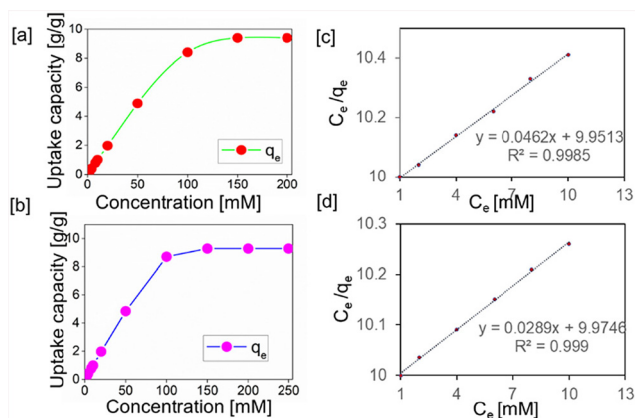 [a]
Uptake capacity [g/g]
10
8
6
4
2
0
qe
0 50 100 150 200
Concentration [mM]
[b]
Uptake capacity [g/g]
10
8
6
4
2
0
qe
50 100 150 200 250
Concentration [mM]
[c]
Ce/qe
10.4
10.2
10
y = 0.0462x + 9.9513
R² = 0.9985
1 4 7 10 13
Ce [mM]
[d]
Ce/qe
10.3
10.2
10.1
10
y = 0.0289x + 9.9746
R² = 0.999
1 4 7 10 13
Ce [mM]